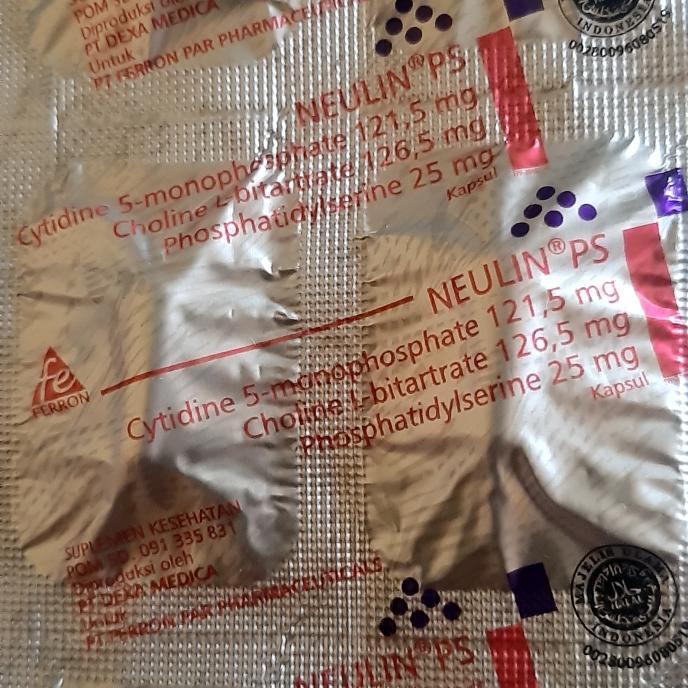 POM
Diproduksi
PT DEXA MEDICA
Untuk
PT FERRON PAR PHARMACEUTICALS
INDONESIA
NEULIN® PS
Cytidine 5-monophosphate 121,5 mg
Choline L-bitartrate 126,5 mg
Phosphatidylserine 25 mg
Kapsul
NEULIN® PS
Cytidine 5-monophosphate 121,5 mg
Choline L-bitartrate 126,5 mg
Phosphatidylserine 25 mg
Kapsul
fe
FERRON
SUPLEMEN KESEHATAN
POM SD. 091 335 831
Diproduksi oleh
PT DEXA MEDICA
Untuk
PT FERRON PAR PHARMACEUTICALS
MAJELIS ULAMA
INDONESIA
NEULIN® PS